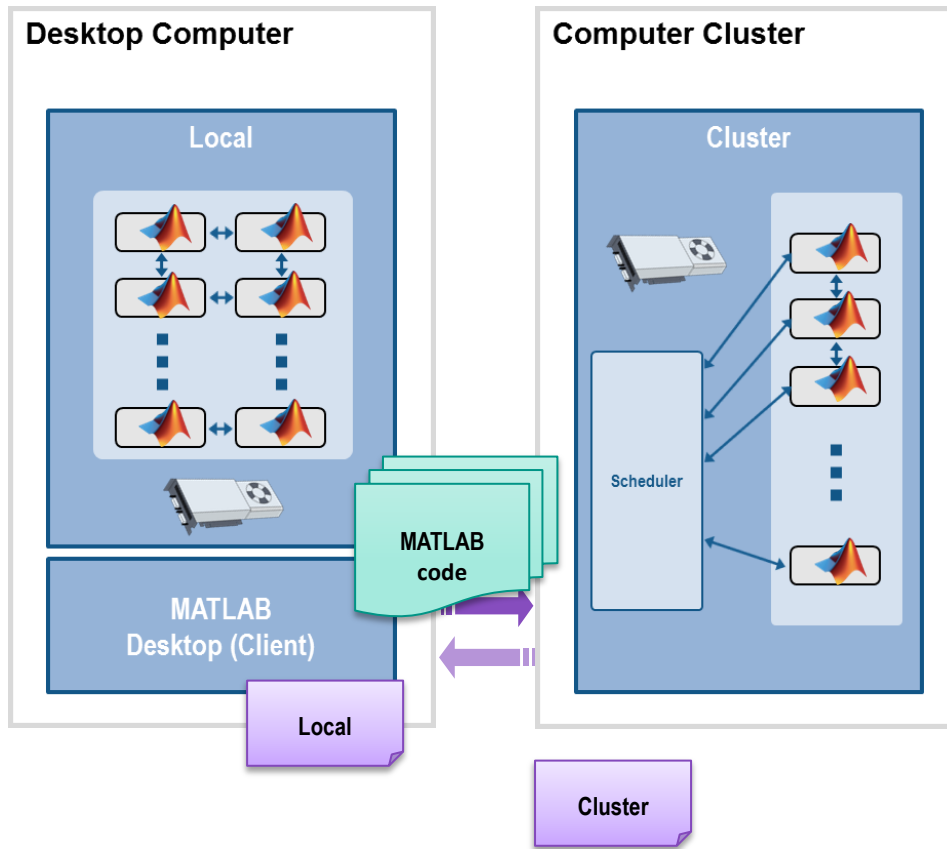 Desktop Computer
Local
MATLAB
Desktop (Client)
Local
MATLAB
code
Computer Cluster
Cluster
Scheduler
Cluster